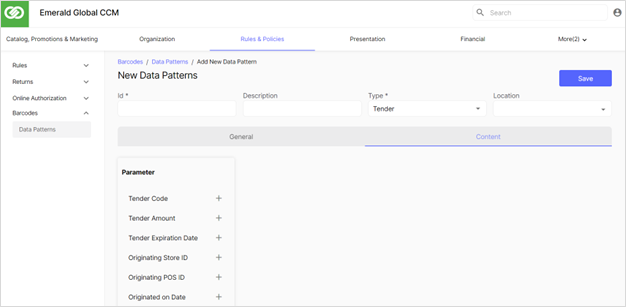 Emerald Global CCM
Search
Catalog, Promotions & Marketing Organization Rules & Policies Presentation Financial More(2)
Rules
Returns
Online Authorization
Barcodes
Data Patterns
Barcodes / Data Patterns / Add New Data Pattern
New Data Patterns
Save
Id * Description Type * Location
Tender
General Content
Parameter
Tender Code
Tender Amount
Tender Expiration Date
Originating Store ID
Originating POS ID
Originated on Date